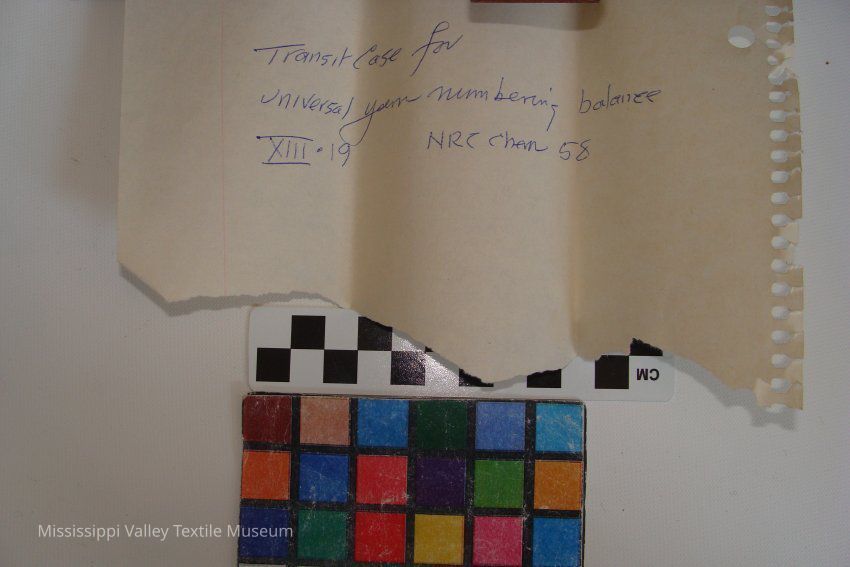 Transit Case for
universal yarn numbering balance
XIII·19 NRC Chan 58
CM
Mississippi Valley Textile Museum